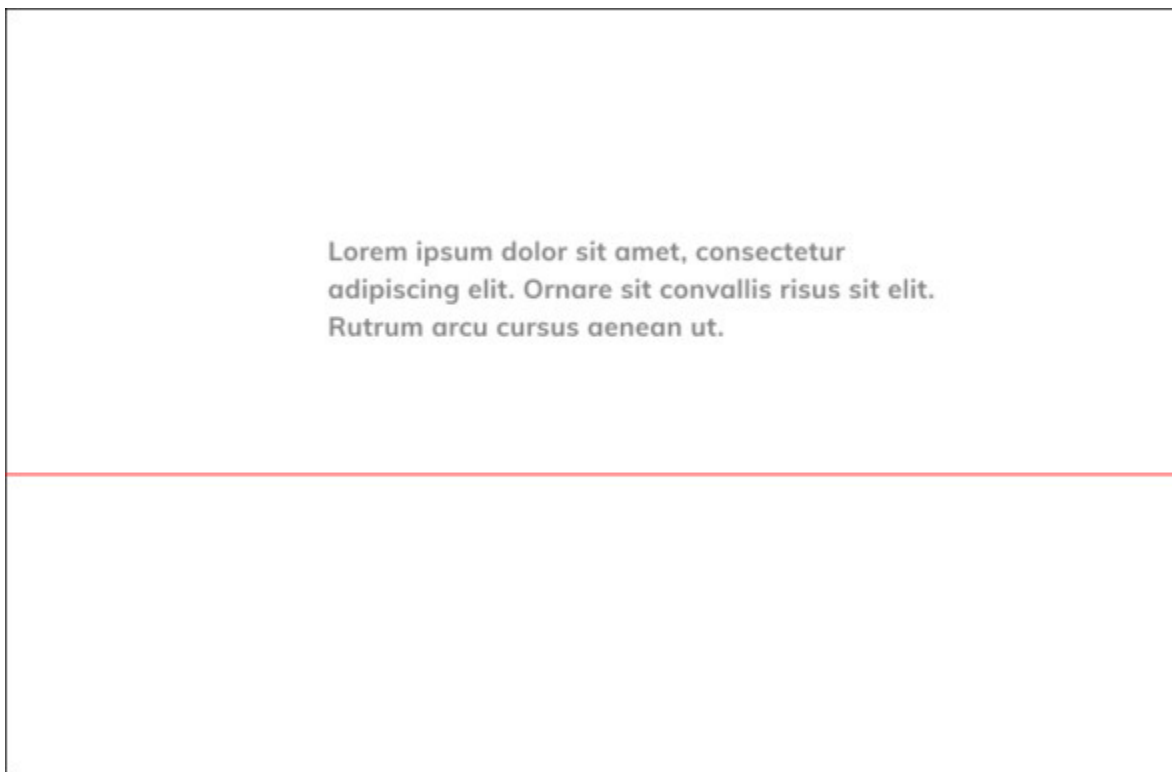 Lorem ipsum dolor sit amet, consectetur
adipiscing elit. Ornare sit convallis risus sit elit.
Rutrum arcu cursus aenean ut.